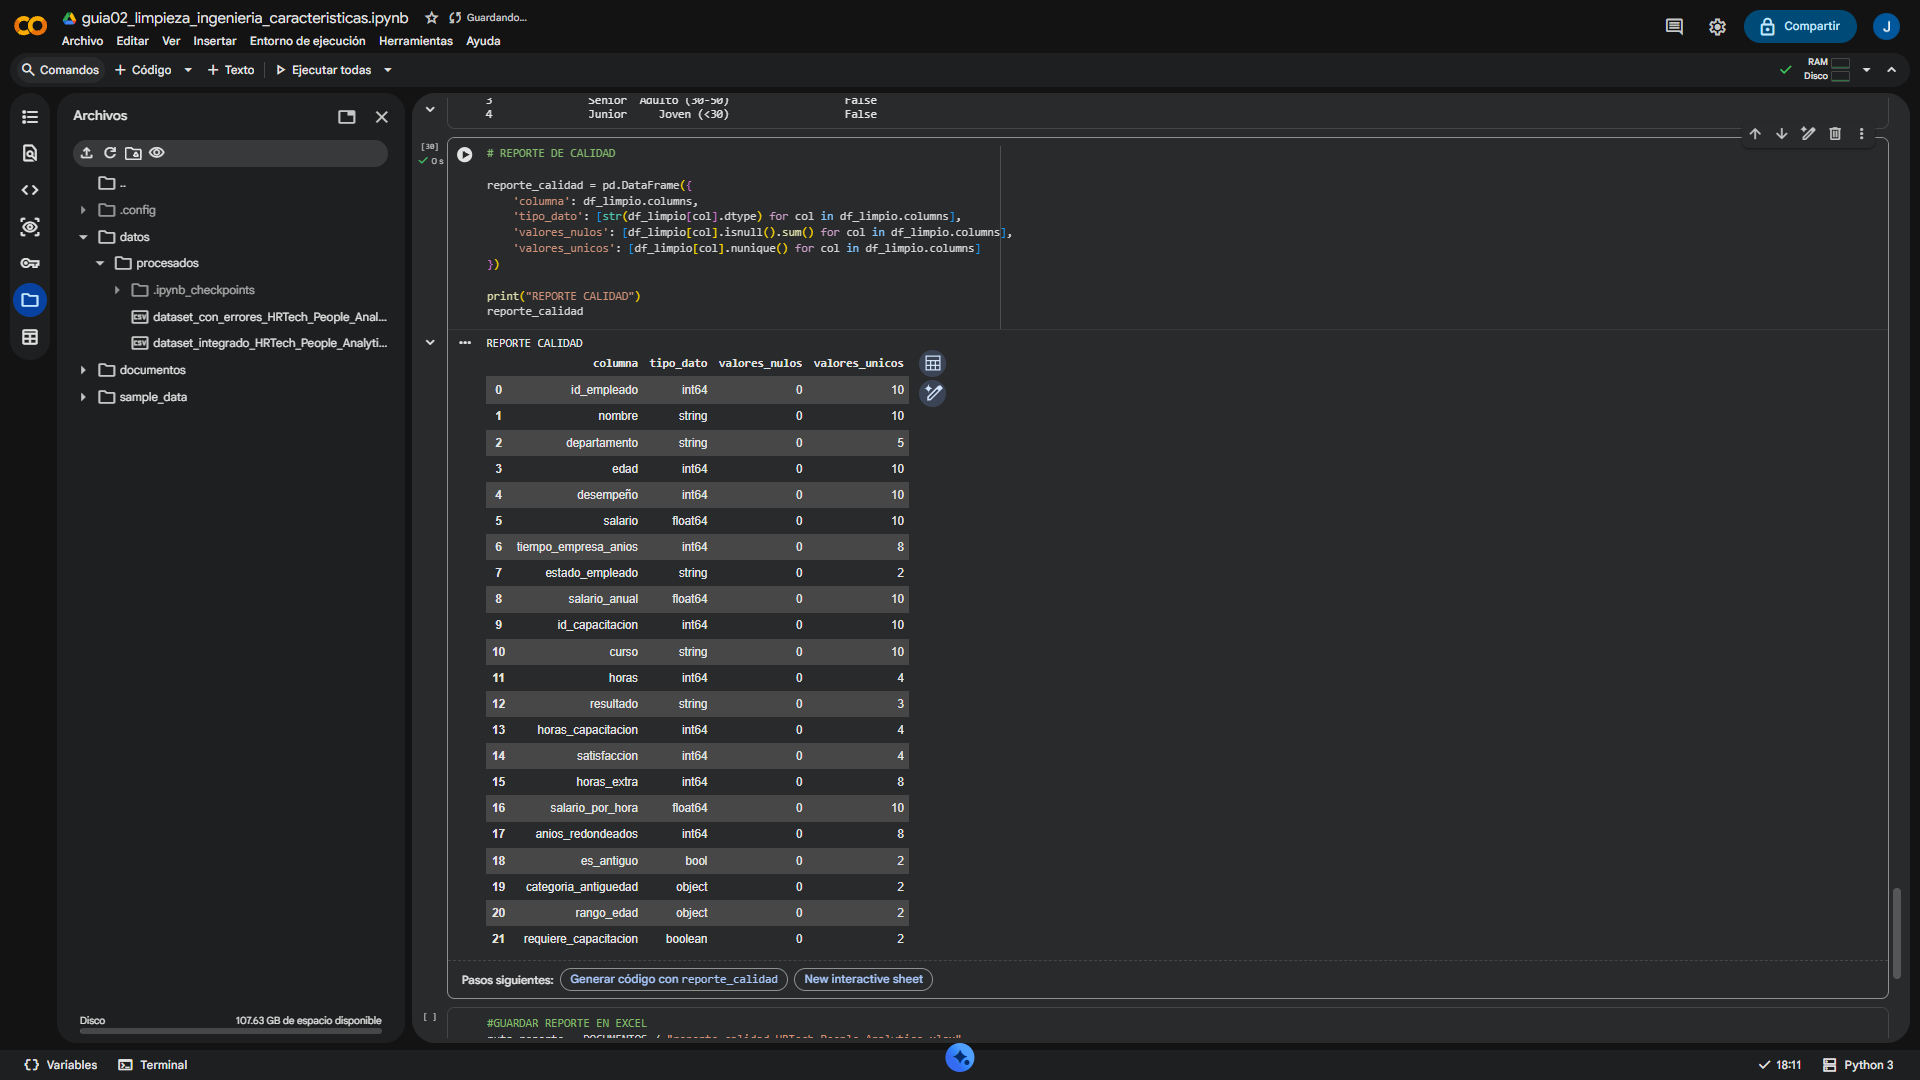 guia02_limpieza_ingenieria_caracteristicas.ipynb
Guardando...
Archivo Editar Ver Insertar Entorno de ejecución Herramientas Ayuda
Compartir
J
Comandos + Código + Texto Ejecutar todas
RAM
Disco
Archivos
..
.config
datos
procesados
.ipynb_checkpoints
dataset_con_errores_HRTech_People_Anal...
dataset_integrado_HRTech_People_Analyti...
documentos
sample_data
Disco 107.63 GB de espacio disponible
3 Senior Adulto (30-50) False
4 Junior Joven (<30) False
[30]
0 s
# REPORTE DE CALIDAD
reporte_calidad = pd.DataFrame({
'columna': df_limpio.columns,
'tipo_dato': [str(df_limpio[col].dtype) for col in df_limpio.columns],
'valores_nulos': [df_limpio[col].isnull().sum() for col in df_limpio.columns],
'valores_unicos': [df_limpio[col].nunique() for col in df_limpio.columns]
})
print("REPORTE CALIDAD")
reporte_calidad
REPORTE CALIDAD
columna tipo_dato valores_nulos valores_unicos
0 id_empleado int64 0 10
1 nombre string 0 10
2 departamento string 0 5
3 edad int64 0 10
4 desempeño int64 0 10
5 salario float64 0 10
6 tiempo_empresa_anios int64 0 8
7 estado_empleado string 0 2
8 salario_anual float64 0 10
9 id_capacitacion int64 0 10
10 curso string 0 10
11 horas int64 0 4
12 resultado string 0 3
13 horas_capacitacion int64 0 4
14 satisfaccion int64 0 4
15 horas_extra int64 0 8
16 salario_por_hora float64 0 10
17 anios_redondeados int64 0 8
18 es_antiguo bool 0 2
19 categoria_antiguedad object 0 2
20 rango_edad object 0 2
21 requiere_capacitacion boolean 0 2
Pasos siguientes: Generar código con reporte_calidad New interactive sheet
[ ]
#GUARDAR REPORTE EN EXCEL
ruta_reporte = DOCUMENTOS / "reporte_calidad_HRTech_People_Analytics.xlsx"
Variables Terminal
18:11 Python 3